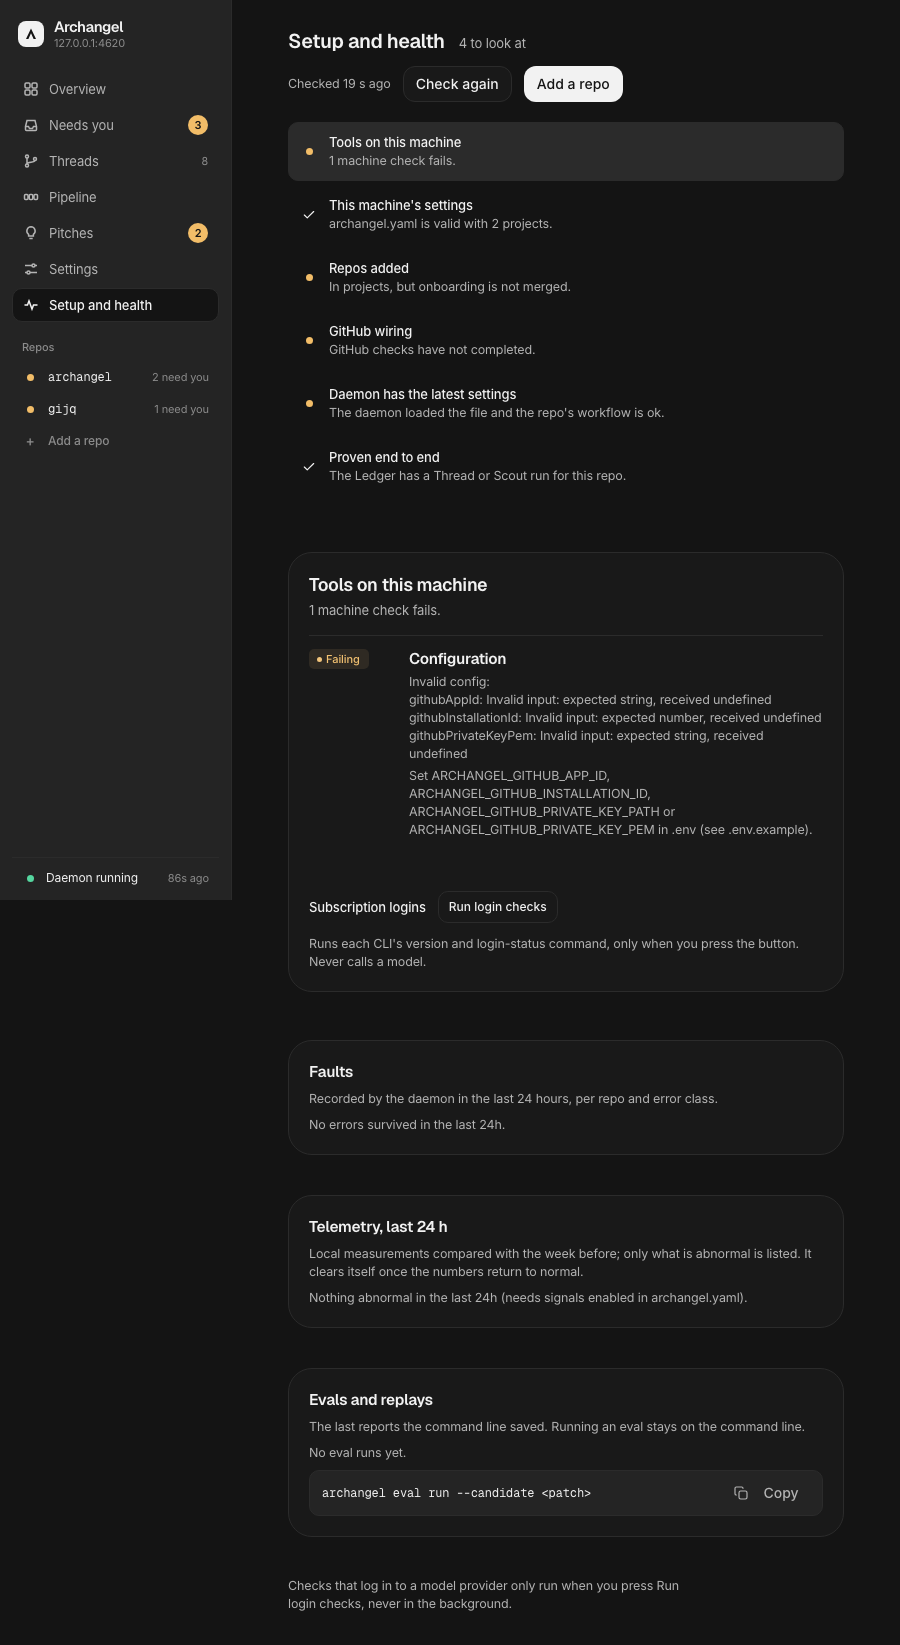 Archangel
127.0.0.1:4620
Overview
Needs you 3
Threads 8
Pipeline
Pitches 2
Settings
Setup and health
Repos
archangel 2 need you
gijq 1 need you
+ Add a repo
Daemon running 86s ago
Setup and health 4 to look at
Checked 19 s ago Check again Add a repo
Tools on this machine
1 machine check fails.
This machine's settings
archangel.yaml is valid with 2 projects.
Repos added
In projects, but onboarding is not merged.
GitHub wiring
GitHub checks have not completed.
Daemon has the latest settings
The daemon loaded the file and the repo's workflow is ok.
Proven end to end
The Ledger has a Thread or Scout run for this repo.
Tools on this machine
1 machine check fails.
Failing Configuration
Invalid config:
githubAppId: Invalid input: expected string, received undefined
githubInstallationId: Invalid input: expected number, received undefined
githubPrivateKeyPem: Invalid input: expected string, received
undefined
Set ARCHANGEL_GITHUB_APP_ID,
ARCHANGEL_GITHUB_INSTALLATION_ID,
ARCHANGEL_GITHUB_PRIVATE_KEY_PATH or
ARCHANGEL_GITHUB_PRIVATE_KEY_PEM in .env (see .env.example).
Subscription logins Run login checks
Runs each CLI's version and login-status command, only when you press the button.
Never calls a model.
Faults
Recorded by the daemon in the last 24 hours, per repo and error class.
No errors survived in the last 24h.
Telemetry, last 24 h
Local measurements compared with the week before; only what is abnormal is listed. It
clears itself once the numbers return to normal.
Nothing abnormal in the last 24h (needs signals enabled in archangel.yaml).
Evals and replays
The last reports the command line saved. Running an eval stays on the command line.
No eval runs yet.
archangel eval run --candidate <patch> Copy
Checks that log in to a model provider only run when you press Run
login checks, never in the background.